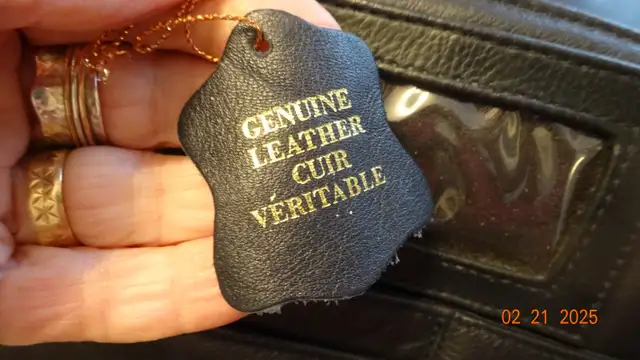 GENUINE
LEATHER
CUIR
VÉRITABLE
02 21 2025